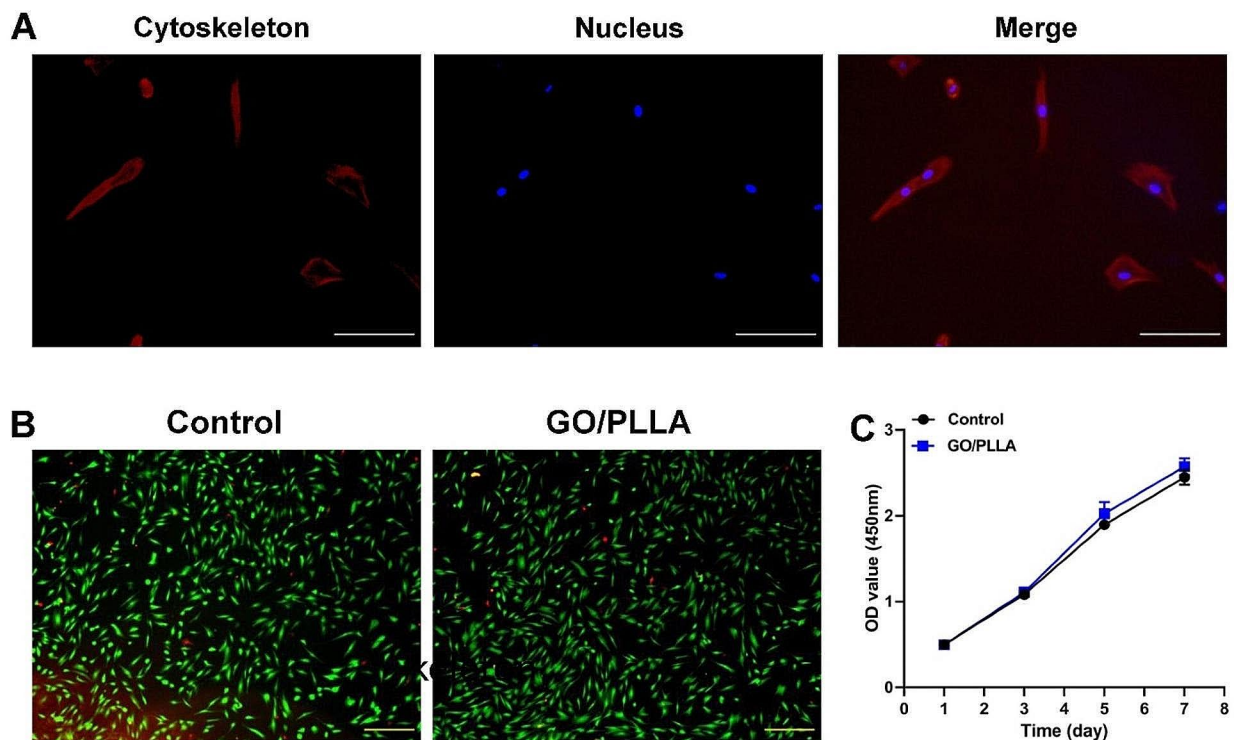 A
Cytoskeleton
Nucleus
Merge
B
Control
GO/PLLA
C
Control
GO/PLLA
OD value (450nm)
3
2
1
0
0 1 2 3 4 5 6 7 8
Time (day)